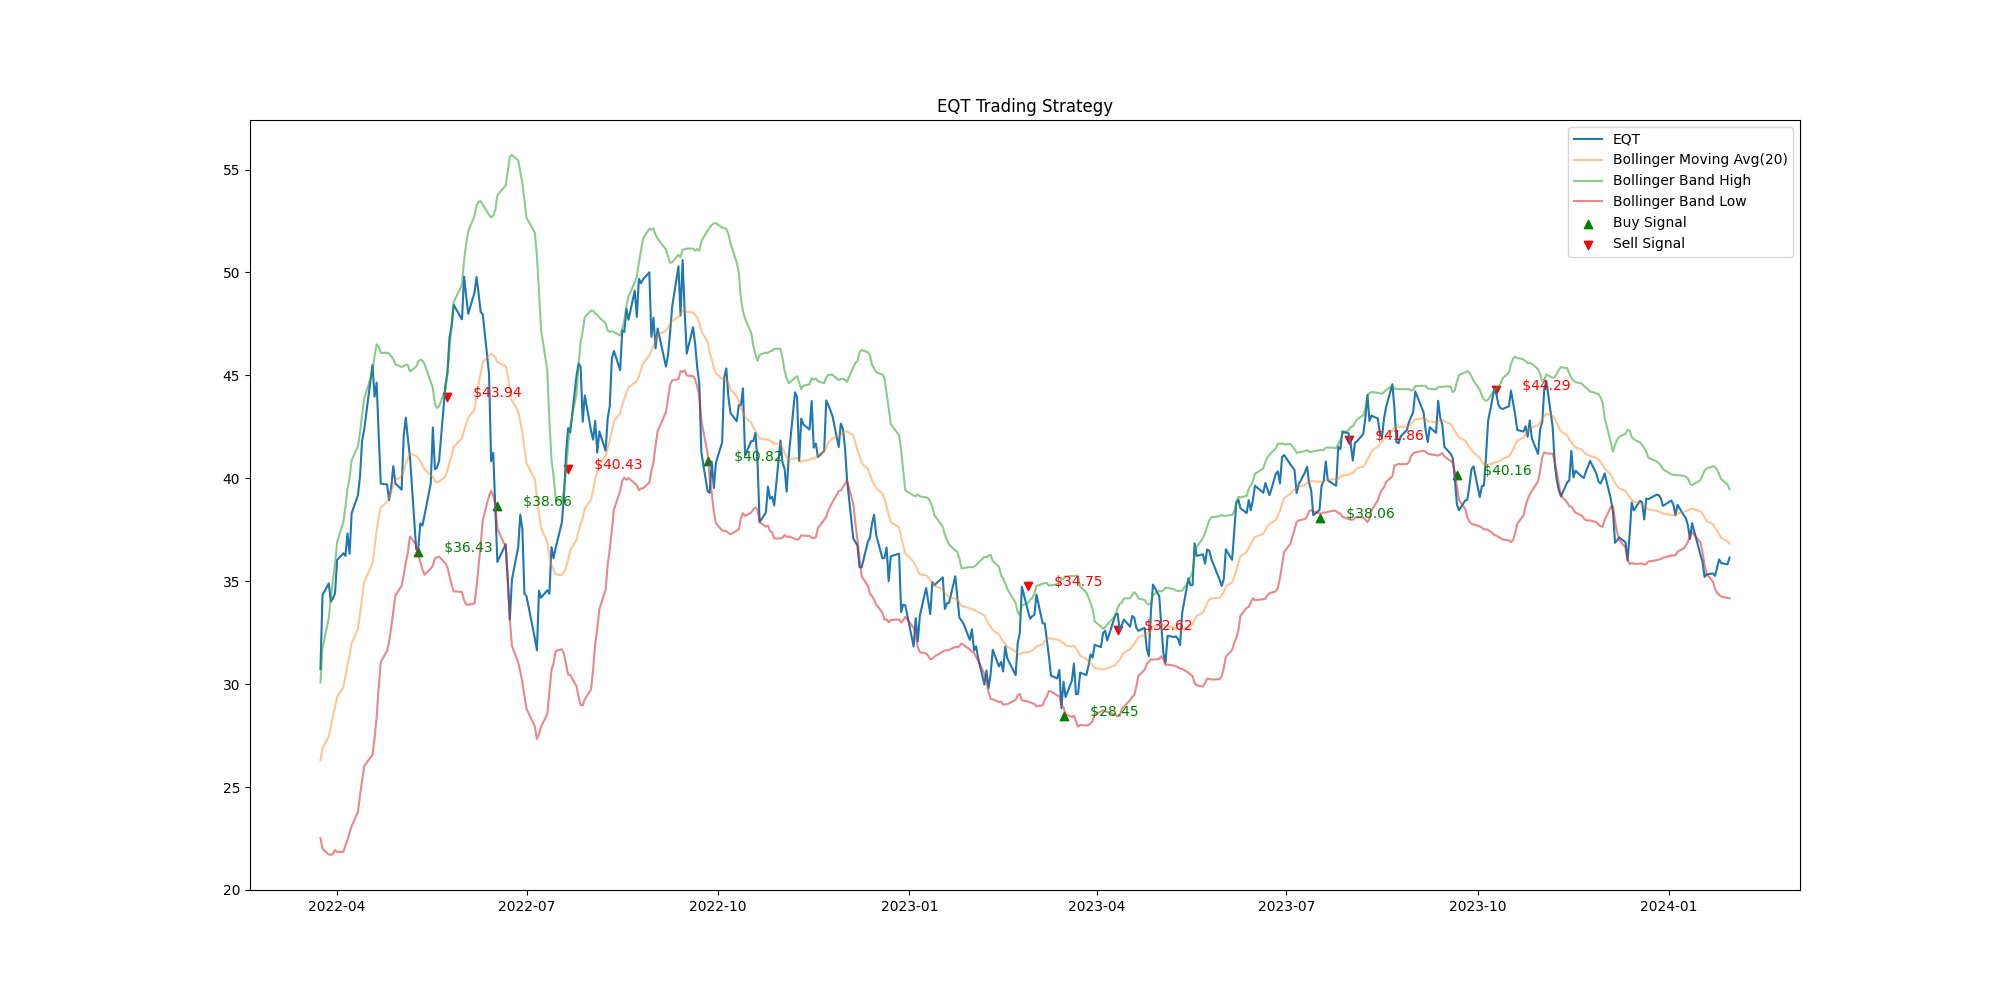 EQT Trading Strategy
EQT
Bollinger Moving Avg(20)
Bollinger Band High
Bollinger Band Low
Buy Signal
Sell Signal
55
50
45
40
35
30
25
20
$43.94
$44.29
$41.86
$40.43
$40.82
$40.16
$38.66
$38.06
$36.43
$34.75
$32.62
$28.45
2022-04 2022-07 2022-10 2023-01 2023-04 2023-07 2023-10 2024-01